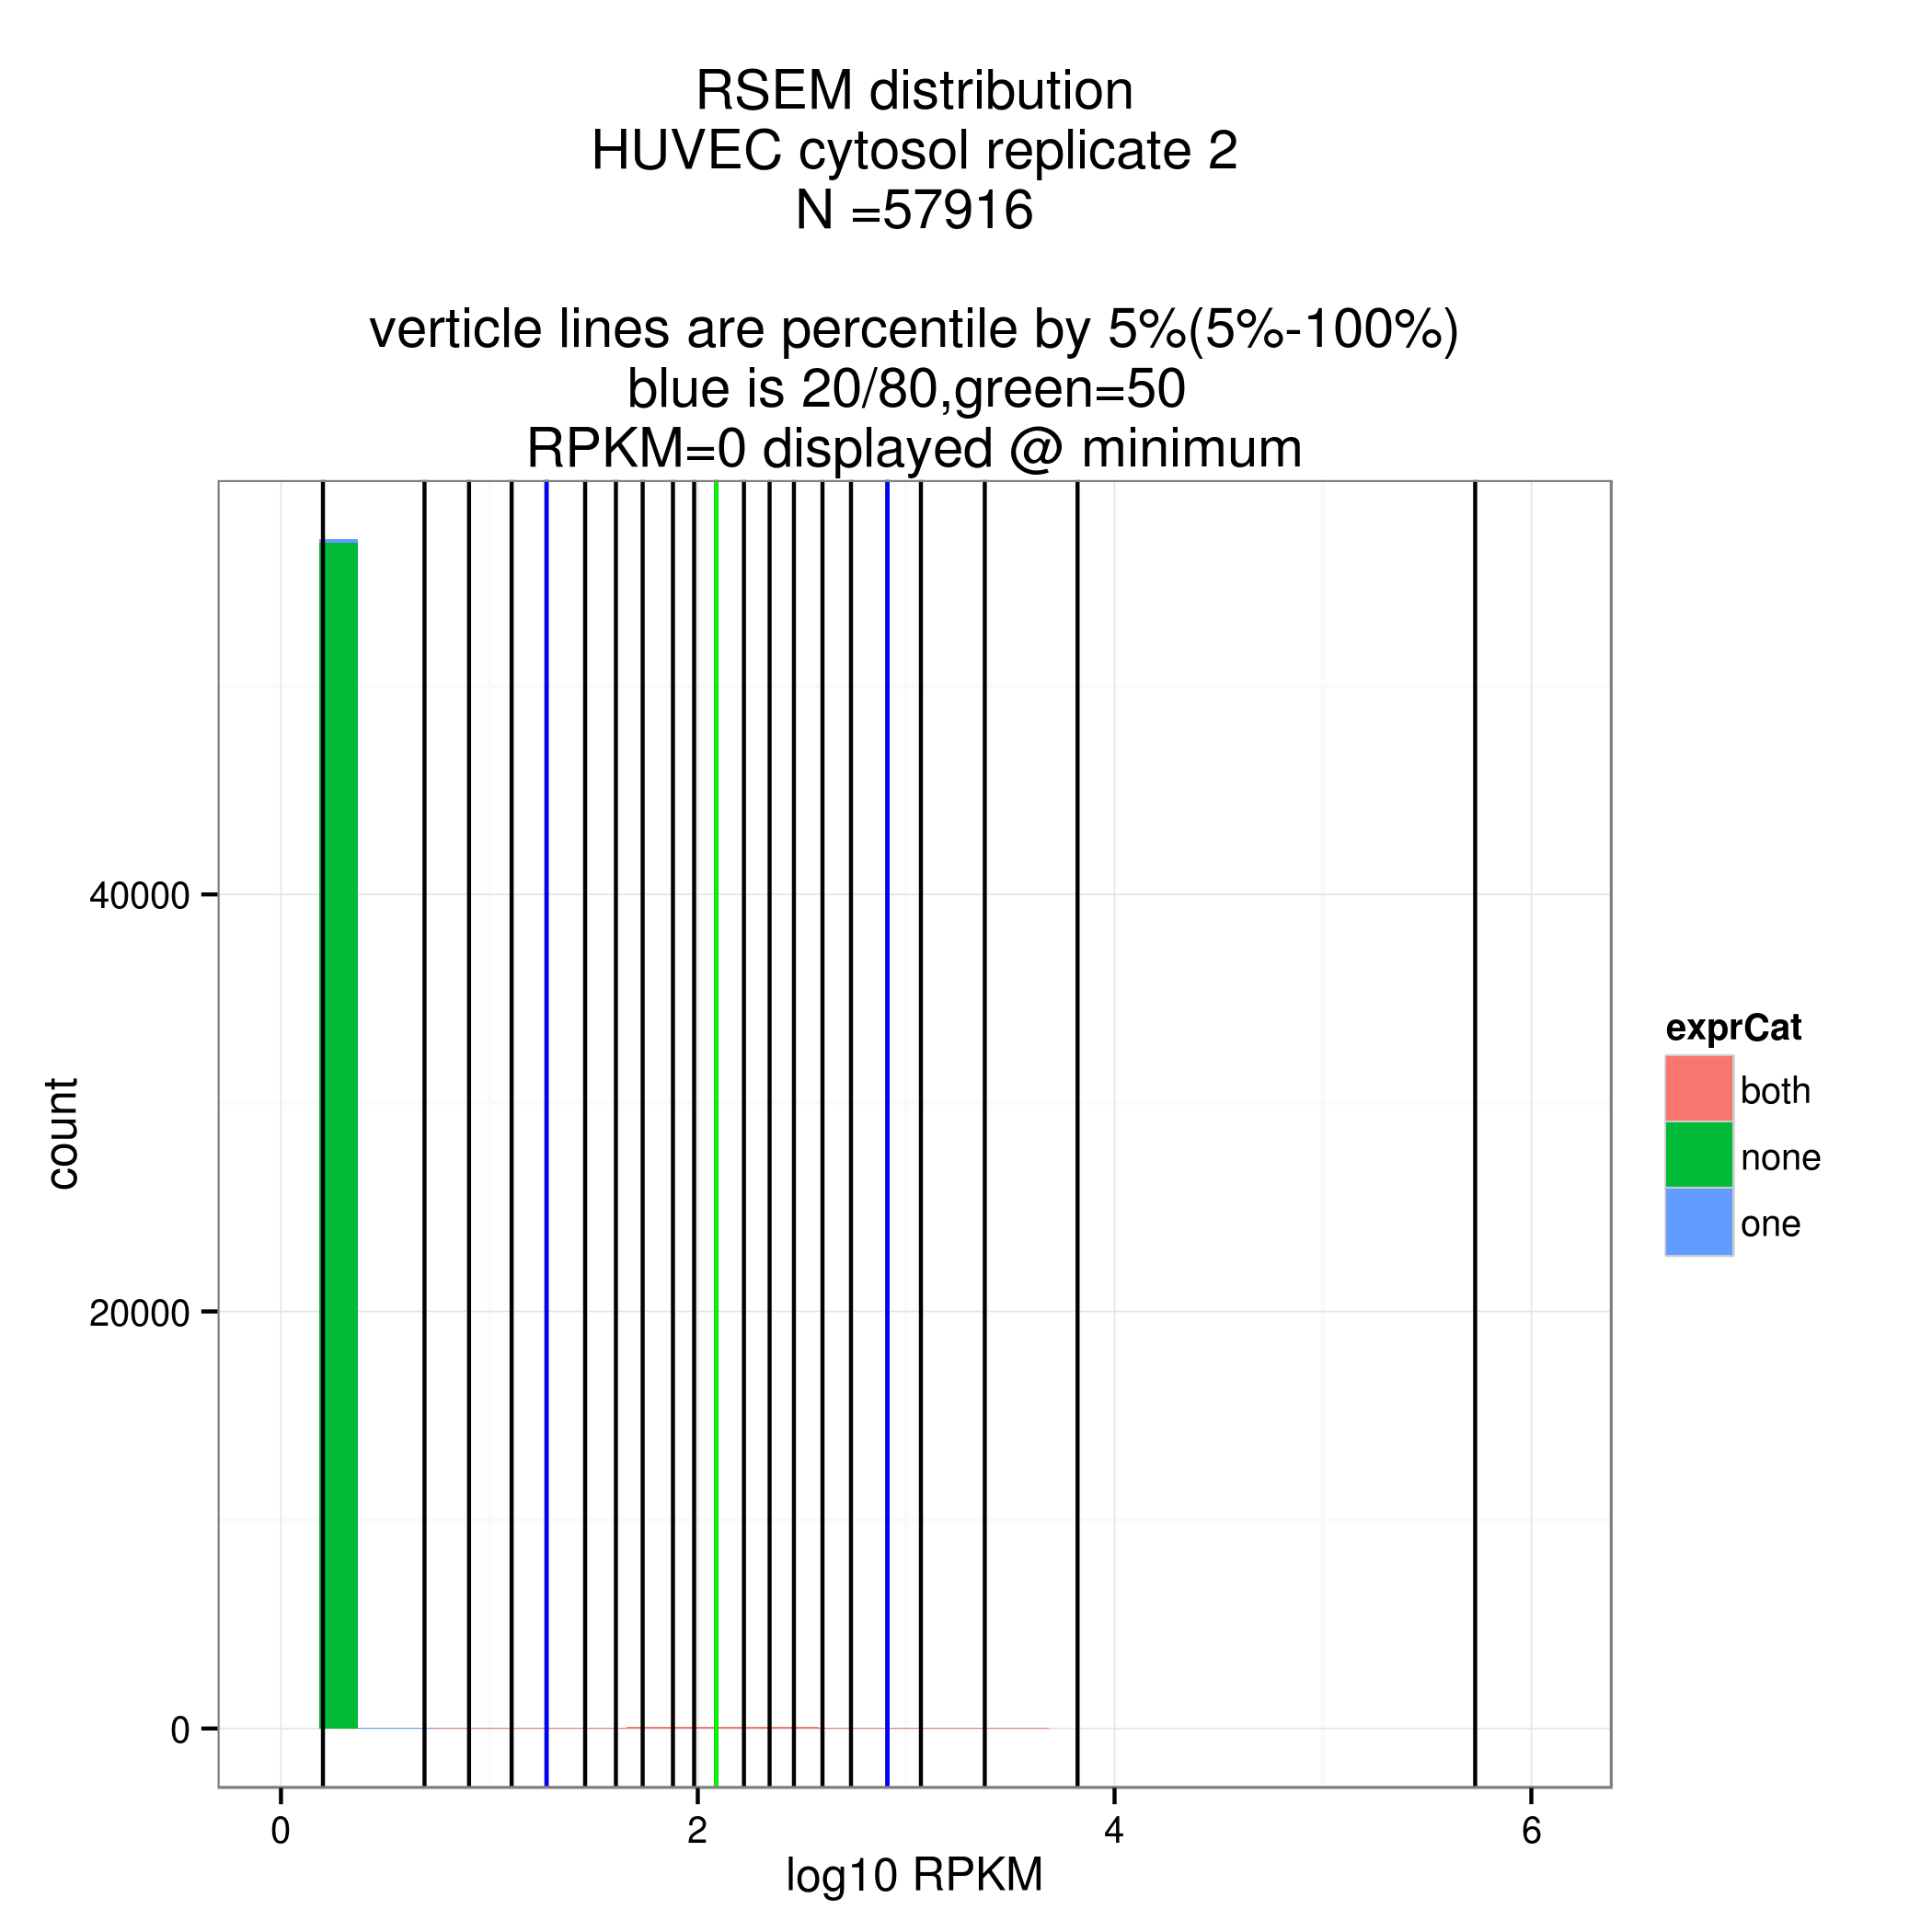 RSEM distribution
HUVEC cytosol replicate 2
N =57916
verticle lines are percentile by 5%(5%-100%)
blue is 20/80,green=50
RPKM=0 displayed @ minimum
40000
20000
0
count
0
2
4
6
log10 RPKM
exprCat
both
none
one